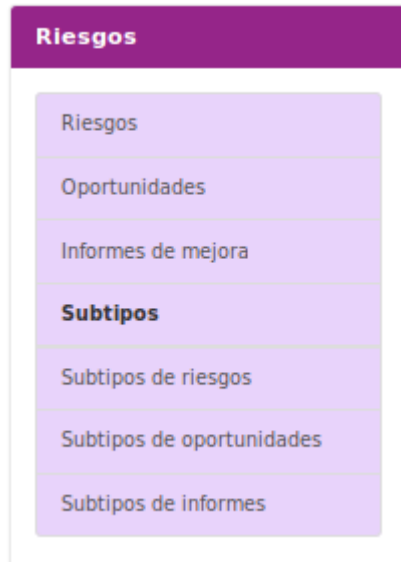 Riesgos
Riesgos
Oportunidades
Informes de mejora
Subtipos
Subtipos de riesgos
Subtipos de oportunidades
Subtipos de informes